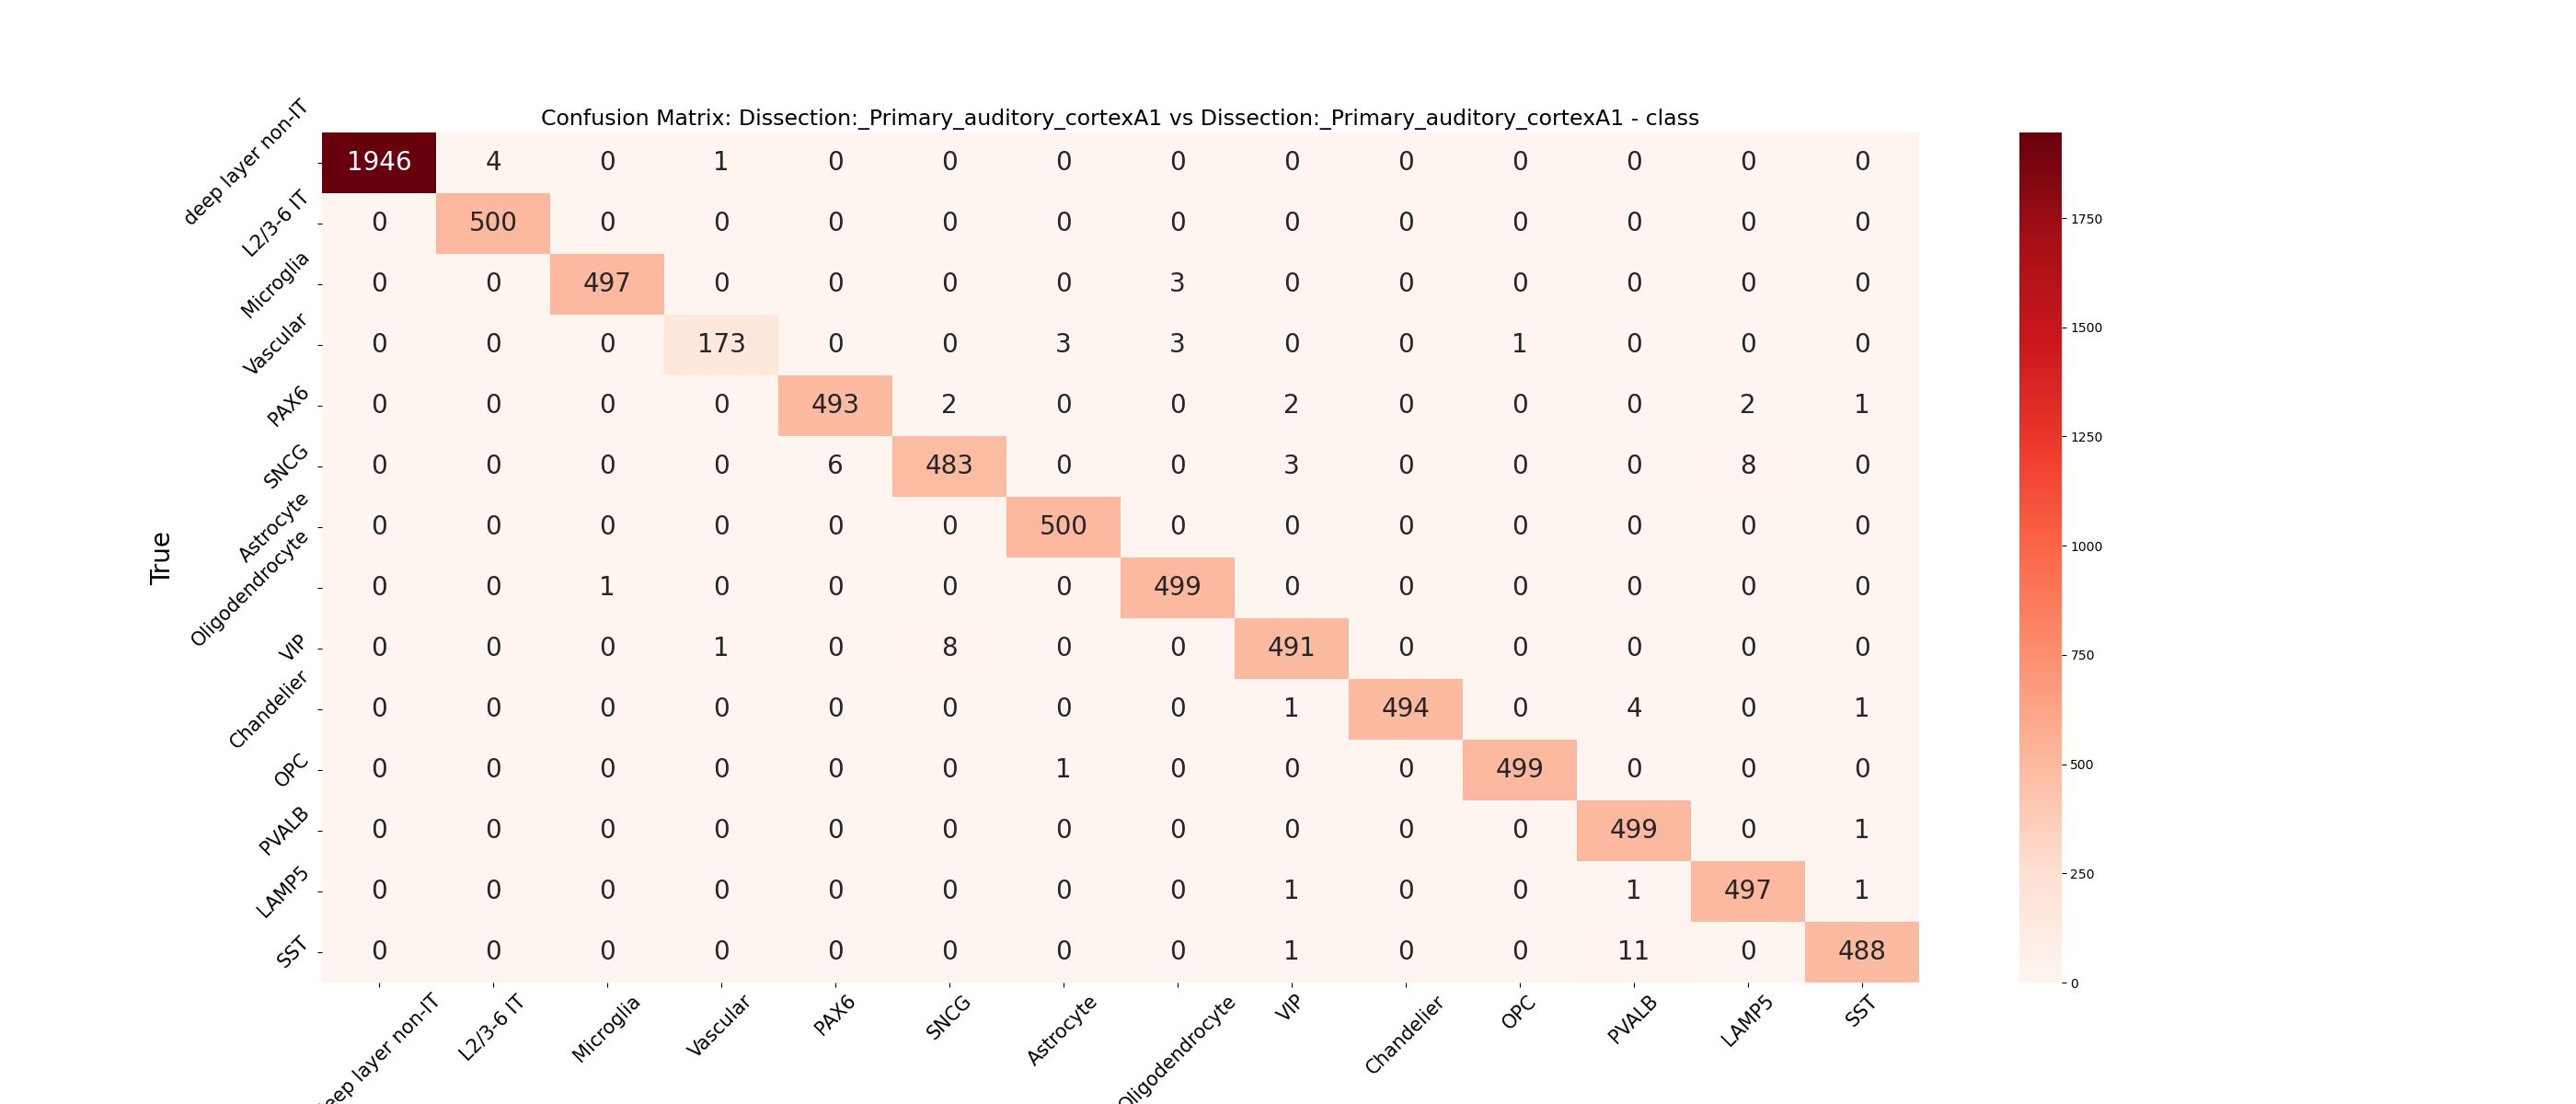 Confusion Matrix: Dissection:_Primary_auditory_cortexA1 vs Dissection:_Primary_auditory_cortexA1 - class
True
deep layer non-IT 1946 4 0 1 0 0 0 0 0 0 0 0 0 0
L2/3-6 IT 0 500 0 0 0 0 0 0 0 0 0 0 0 0
Microglia 0 0 497 0 0 0 0 3 0 0 0 0 0 0
Vascular 0 0 0 173 0 0 3 3 0 0 1 0 0 0
PAX6 0 0 0 0 493 2 0 0 2 0 0 0 2 1
SNCG 0 0 0 0 6 483 0 0 3 0 0 0 8 0
Astrocyte 0 0 0 0 0 0 500 0 0 0 0 0 0 0
Oligodendrocyte 0 0 1 0 0 0 0 499 0 0 0 0 0 0
VIP 0 0 0 1 0 8 0 0 491 0 0 0 0 0
Chandelier 0 0 0 0 0 0 0 0 1 494 0 4 0 1
OPC 0 0 0 0 0 0 1 0 0 0 499 0 0 0
PVALB 0 0 0 0 0 0 0 0 0 0 0 499 0 1
LAMP5 0 0 0 0 0 0 0 0 1 0 0 1 497 1
SST 0 0 0 0 0 0 0 0 1 0 0 11 0 488
eep layer non-IT L2/3-6 IT Microglia Vascular PAX6 SNCG Astrocyte Oligodendrocyte VIP Chandelier OPC PVALB LAMP5 SST
1750
1500
1250
1000
750
500
250
0